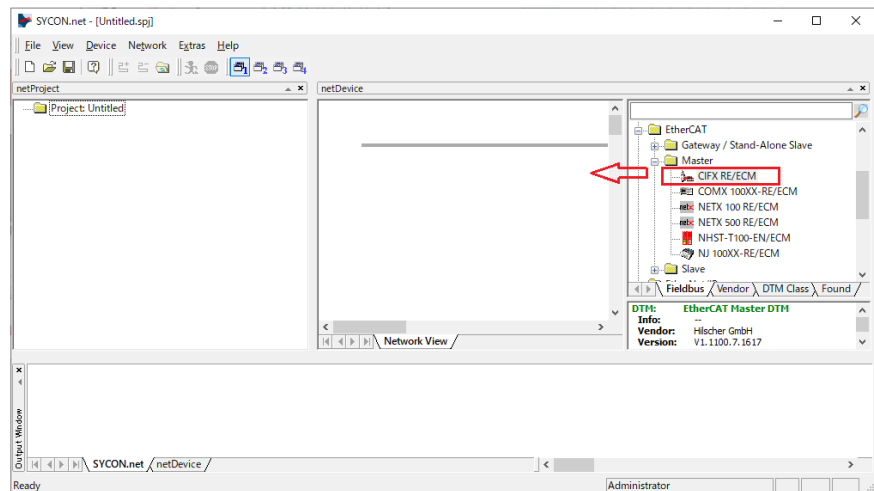 SYCON.net - [Untitled.spj]
File View Device Network Extras Help
netProject
netDevice
Project: Untitled
EtherCAT
Gateway / Stand-Alone Slave
Master
CIFX RE/ECM
COMX 100XX-RE/ECM
NETX 100 RE/ECM
NETX 500 RE/ECM
NHST-T100-EN/ECM
NJ 100XX-RE/ECM
Slave
Fieldbus Vendor DTM Class Found
DTM: EtherCAT Master DTM
Info: --
Vendor: Hilscher GmbH
Version: V1.1100.7.1617
Network View
Output Window
SYCON.net netDevice
Ready
Administrator